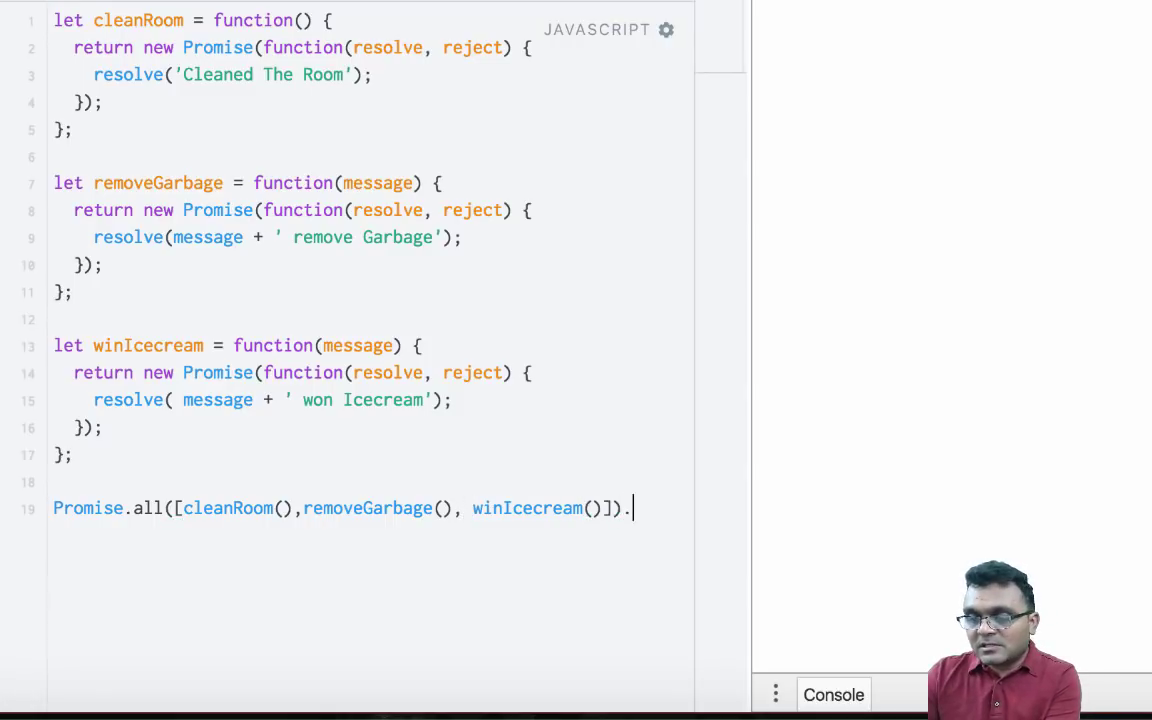 JAVASCRIPT
1 let cleanRoom = function() {
2 return new Promise(function(resolve, reject) {
3 resolve('Cleaned The Room');
4 });
5 };
6
7 let removeGarbage = function(message) {
8 return new Promise(function(resolve, reject) {
9 resolve(message + ' remove Garbage');
10 });
11 };
12
13 let winIcecream = function(message) {
14 return new Promise(function(resolve, reject) {
15 resolve( message + ' won Icecream');
16 });
17 };
18
19 Promise.all([cleanRoom(),removeGarbage(), winIcecream()]).
Console